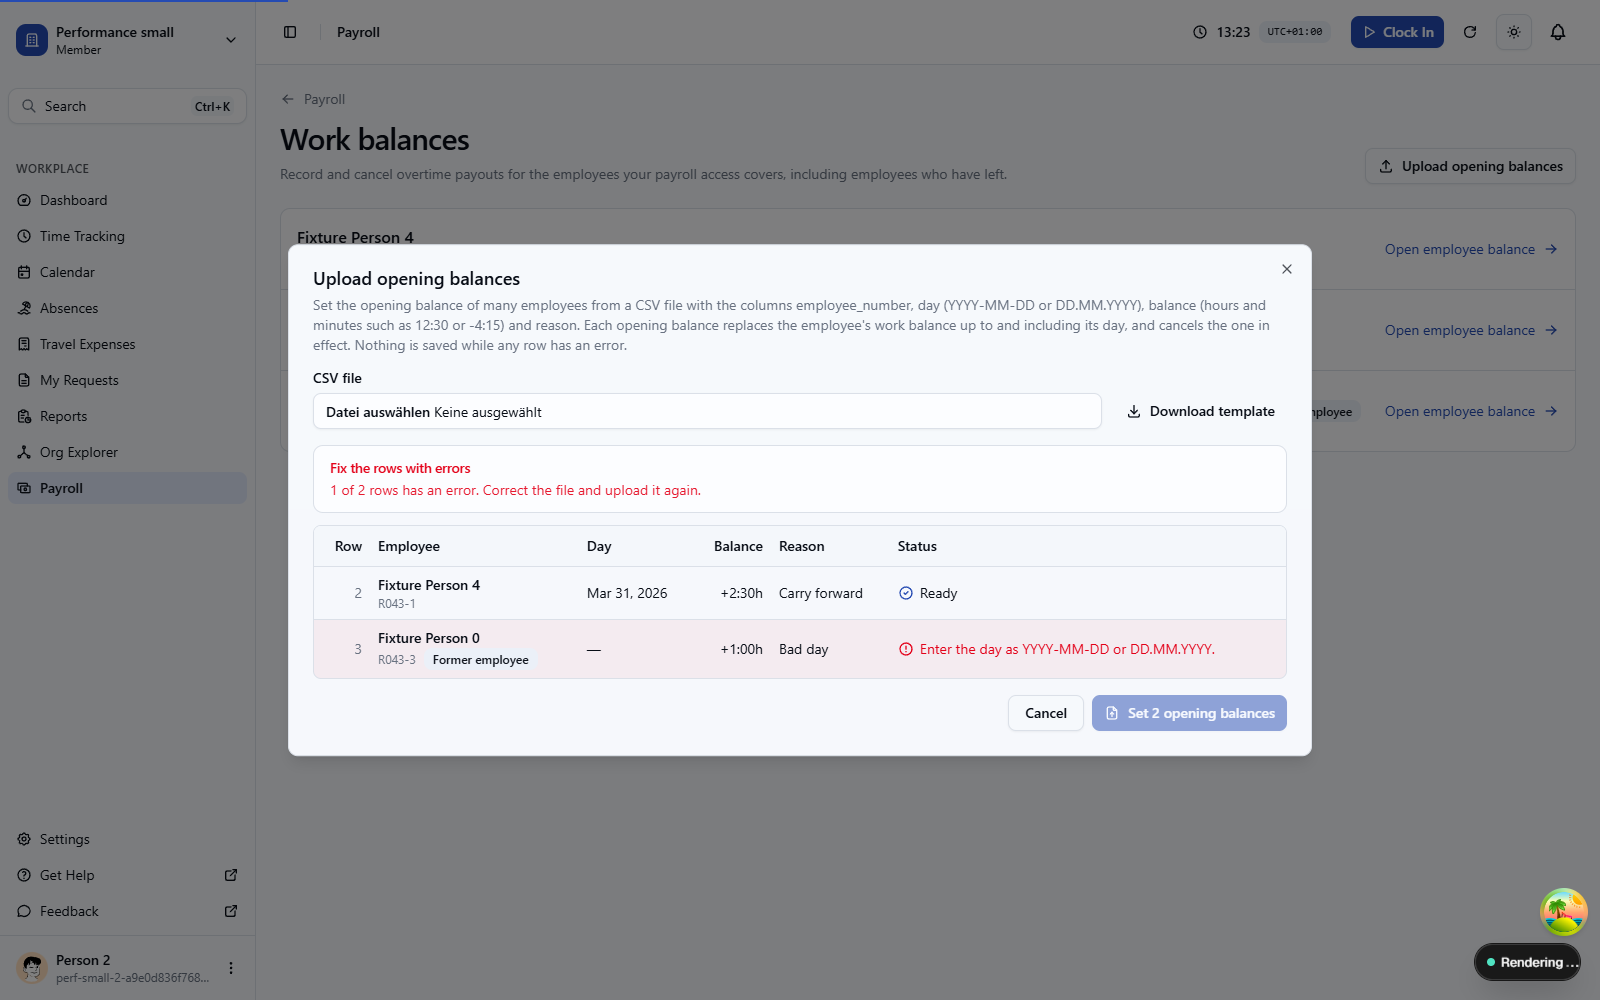 Performance small
Member
Payroll
13:23
UTC+01:00
Clock In
Search
Ctrl+K
Payroll
Work balances
Record and cancel overtime payouts for the employees your payroll access covers, including employees who have left.
Upload opening balances
WORKPLACE
Dashboard
Time Tracking
Calendar
Absences
Travel Expenses
My Requests
Reports
Org Explorer
Payroll
Fixture Person 4
Open employee balance
Open employee balance
Open employee balance
Upload opening balances
Set the opening balance of many employees from a CSV file with the columns employee_number, day (YYYY-MM-DD or DD.MM.YYYY), balance (hours and
minutes such as 12:30 or -4:15) and reason. Each opening balance replaces the employee's work balance up to and including its day, and cancels the one in
effect. Nothing is saved while any row has an error.
CSV file
Datei auswählen Keine ausgewählt
Download template
Fix the rows with errors
1 of 2 rows has an error. Correct the file and upload it again.
Row Employee Day Balance Reason Status
2 Fixture Person 4 Mar 31, 2026 +2:30h Carry forward Ready
R043-1
3 Fixture Person 0 — +1:00h Bad day Enter the day as YYYY-MM-DD or DD.MM.YYYY.
R043-3 Former employee
Cancel
Set 2 opening balances
Settings
Get Help
Feedback
Person 2
perf-small-2-a9e0d836f768...
Rendering ...